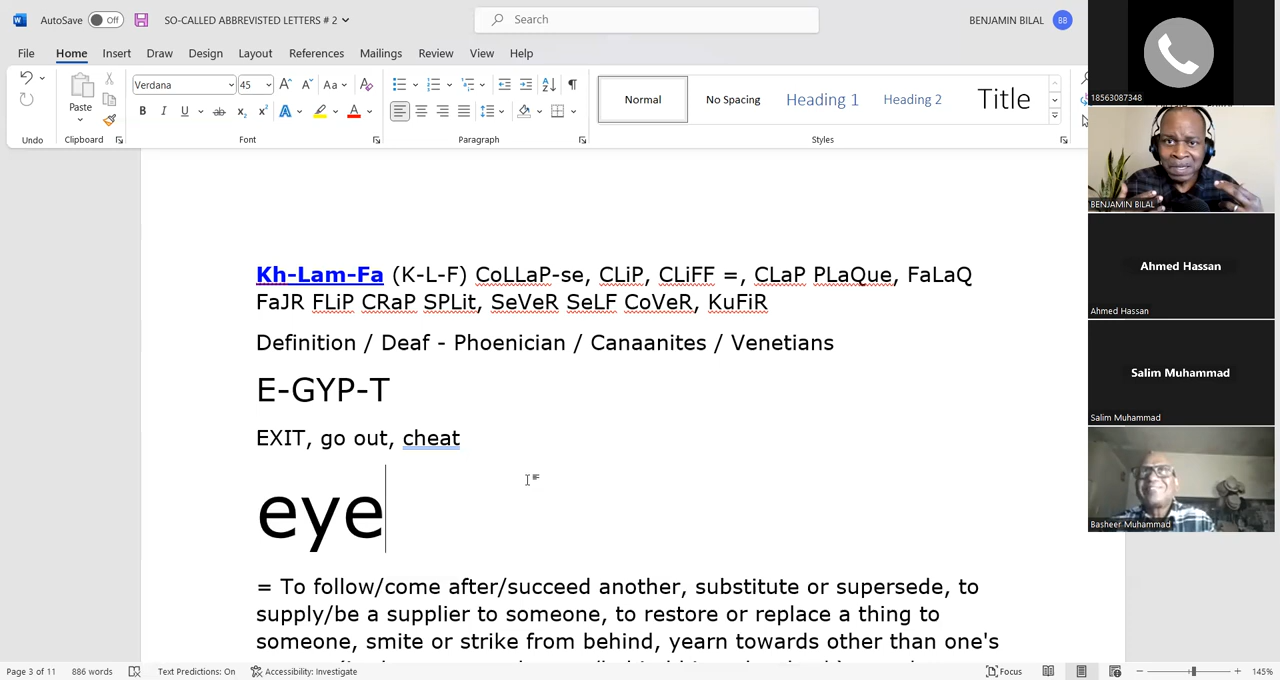 AutoSave Off SO-CALLED ABBREVISTED LETTERS # 2 Search BENJAMIN BILAL BB
File Home Insert Draw Design Layout References Mailings Review View Help
Verdana 45 Aa
Paste B I U ab x₂ x² A A
Normal No Spacing Heading 1 Heading 2 Title
Undo Clipboard Font Paragraph Styles
Kh-Lam-Fa (K-L-F) CoLLaP-se, CLiP, CLiFF =, CLaP PLaQue, FaLaQ
FaJR FLiP CRaP SPLit, SeVeR SeLF CoVeR, KuFiR
Definition / Deaf - Phoenician / Canaanites / Venetians
E-GYP-T
EXIT, go out, cheat
eye
= To follow/come after/succeed another, substitute or supersede, to
supply/be a supplier to someone, to restore or replace a thing to
someone, smite or strike from behind, yearn towards other than one's
18563087348
BENJAMIN BILAL
Ahmed Hassan
Ahmed Hassan
Salim Muhammad
Salim Muhammad
Basheer Muhammad
Page 3 of 11 886 words Text Predictions: On Accessibility: Investigate Focus 145%